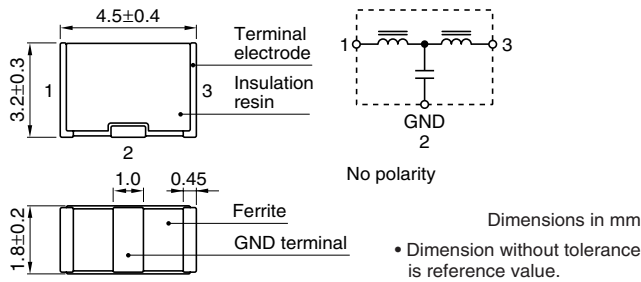 4.5±0.4
3.2±0.3
1
3
2
Terminal
electrode
Insulation
resin
1
3
GND
2
No polarity
1.0
0.45
1.8±0.2
Ferrite
GND terminal
Dimensions in mm
• Dimension without tolerance
is reference value.